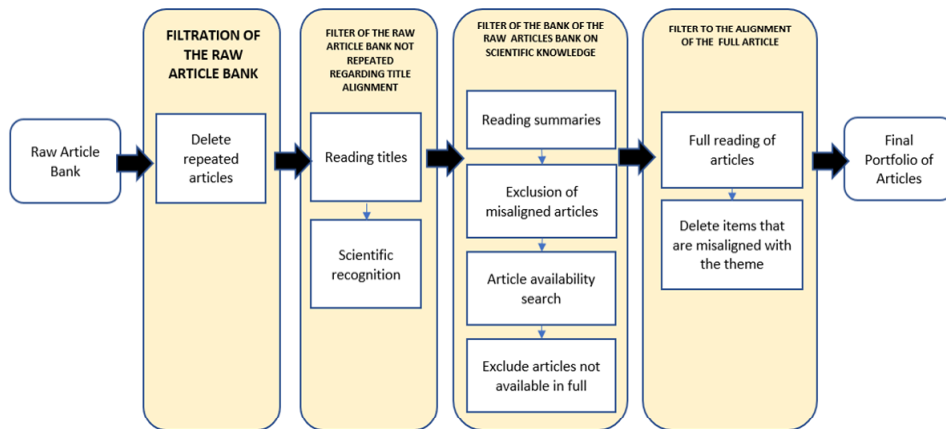 Raw Article
Bank
FILTRATION OF
THE RAW
ARTICLE BANK
Delete
repeated
articles
FILTER OF THE RAW
ARTICLE BANK NOT
REPEATED
REGARDING TITLE
ALIGNMENT
Reading titles
Scientific
recognition
FILTER OF THE BANK OF THE
RAW ARTICLES BANK ON
SCIENTIFIC KNOWLEDGE
Reading summaries
Exclusion of
misaligned articles
Article availability
search
Exclude articles not
available in full
FILTER TO THE ALIGNMENT
OF THE FULL ARTICLE
Full reading of
articles
Delete items that
are misaligned with
the theme
Final
Portfolio of
Articles